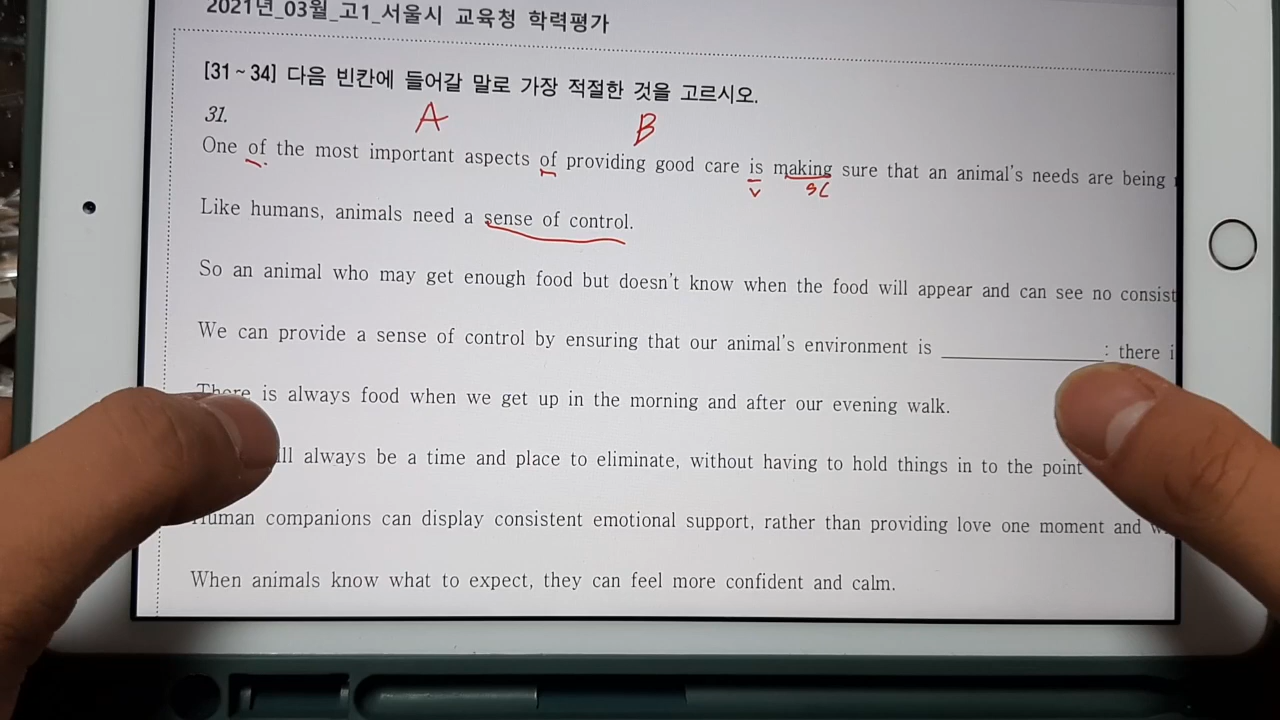 2021년_03월_고1_서울시 교육청 학력평가
[31~34] 다음 빈칸에 들어갈 말로 가장 적절한 것을 고르시오.
31.
A B
One of the most important aspects of providing good care is making sure that an animal's needs are being
v sc
Like humans, animals need a sense of control.
So an animal who may get enough food but doesn't know when the food will appear and can see no consist
We can provide a sense of control by ensuring that our animal's environment is ____________: there i
There is always food when we get up in the morning and after our evening walk.
always be a time and place to eliminate, without having to hold things in to the point
Human companions can display consistent emotional support, rather than providing love one moment and
When animals know what to expect, they can feel more confident and calm.